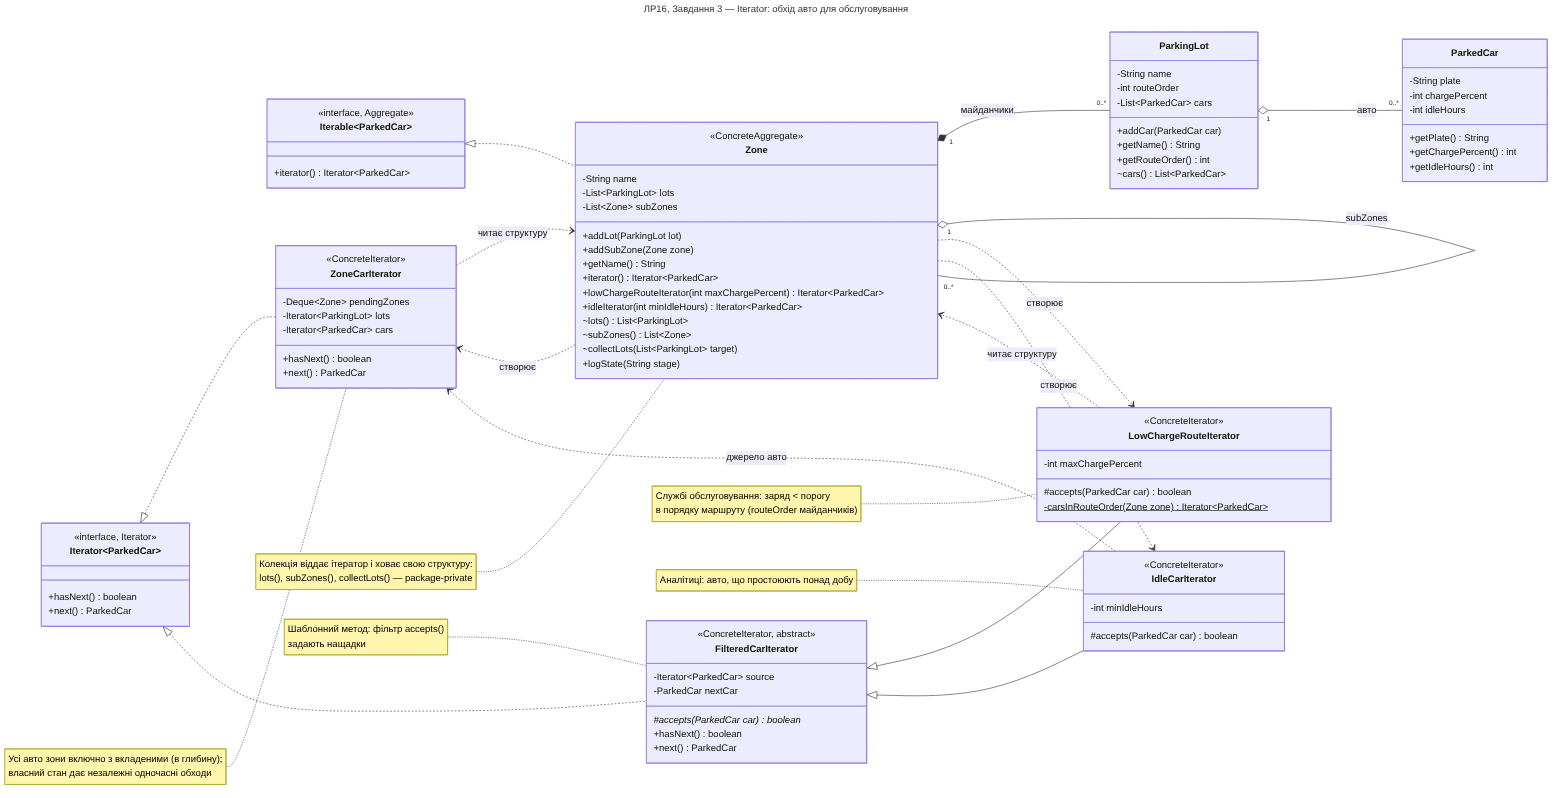 ЛР16, Завдання 3 — Iterator: обхід авто для обслуговування
ParkingLot
-String name
-int routeOrder
-List<ParkedCar> cars
+addCar(ParkedCar car)
+getName() : String
+getRouteOrder() : int
~cars() : List<ParkedCar>
ParkedCar
-String plate
-int chargePercent
-int idleHours
+getPlate() : String
+getChargePercent() : int
+getIdleHours() : int
майданчики
1
0..*
авто
1
0..*
«interface, Aggregate»
Iterable<ParkedCar>
+iterator() : Iterator<ParkedCar>
«ConcreteAggregate»
Zone
-String name
-List<ParkingLot> lots
-List<Zone> subZones
+addLot(ParkingLot lot)
+addSubZone(Zone zone)
+getName() : String
+iterator() : Iterator<ParkedCar>
+lowChargeRouteIterator(int maxChargePercent) : Iterator<ParkedCar>
+idleIterator(int minIdleHours) : Iterator<ParkedCar>
~lots() : List<ParkingLot>
~subZones() : List<Zone>
~collectLots(List<ParkingLot> target)
+logState(String stage)
subZones
1
0..*
читає структуру
створює
«ConcreteIterator»
ZoneCarIterator
-Deque<Zone> pendingZones
-Iterator<ParkingLot> lots
-Iterator<ParkedCar> cars
+hasNext() : boolean
+next() : ParkedCar
створює
читає структуру
створює
«ConcreteIterator»
LowChargeRouteIterator
-int maxChargePercent
#accepts(ParkedCar car) : boolean
-carsInRouteOrder(Zone zone) : Iterator<ParkedCar>
джерело авто
Службі обслуговування: заряд < порогу
в порядку маршруту (routeOrder майданчиків)
«interface, Iterator»
Iterator<ParkedCar>
+hasNext() : boolean
+next() : ParkedCar
Колекція віддає ітератор і ховає свою структуру:
lots(), subZones(), collectLots() — package-private
Аналітиці: авто, що простоюють понад добу
«ConcreteIterator»
IdleCarIterator
-int minIdleHours
#accepts(ParkedCar car) : boolean
Шаблонний метод: фільтр accepts()
задають нащадки
«ConcreteIterator, abstract»
FilteredCarIterator
-Iterator<ParkedCar> source
-ParkedCar nextCar
#accepts(ParkedCar car) : boolean
+hasNext() : boolean
+next() : ParkedCar
Усі авто зони включно з вкладеними (в глибину);
власний стан дає незалежні одночасні обходи